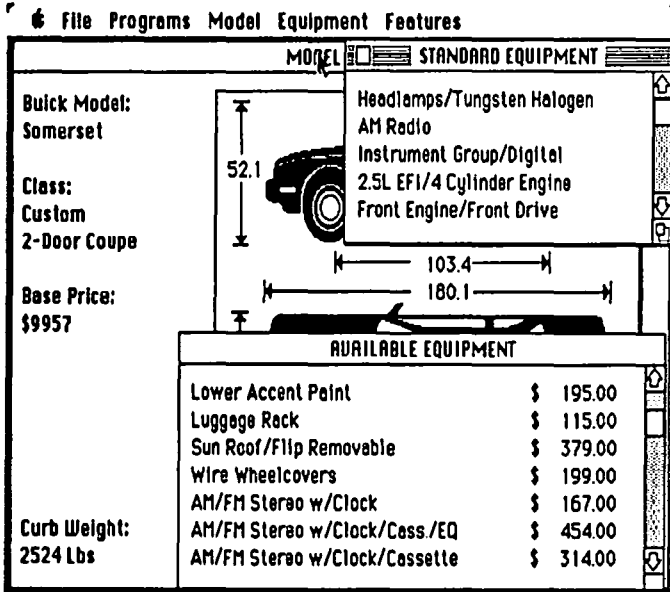 File Programs Model Equipment Features
MODEL
STANDARD EQUIPMENT
Buick Model:
Somerset
Class:
Custom
2-Door Coupe
Base Price:
$9957
Curb Weight:
2524 Lbs
52.1
103.4
180.1
Headlamps/Tungsten Halogen
AM Radio
Instrument Group/Digital
2.5L EFI/4 Cylinder Engine
Front Engine/Front Drive
AVAILABLE EQUIPMENT
Lower Accent Paint $ 195.00
Luggage Rack $ 115.00
Sun Roof/Flip Removable $ 379.00
Wire Wheelcovers $ 199.00
AM/FM Stereo w/Clock $ 167.00
AM/FM Stereo w/Clock/Cass./EQ $ 454.00
AM/FM Stereo w/Clock/Cassette $ 314.00